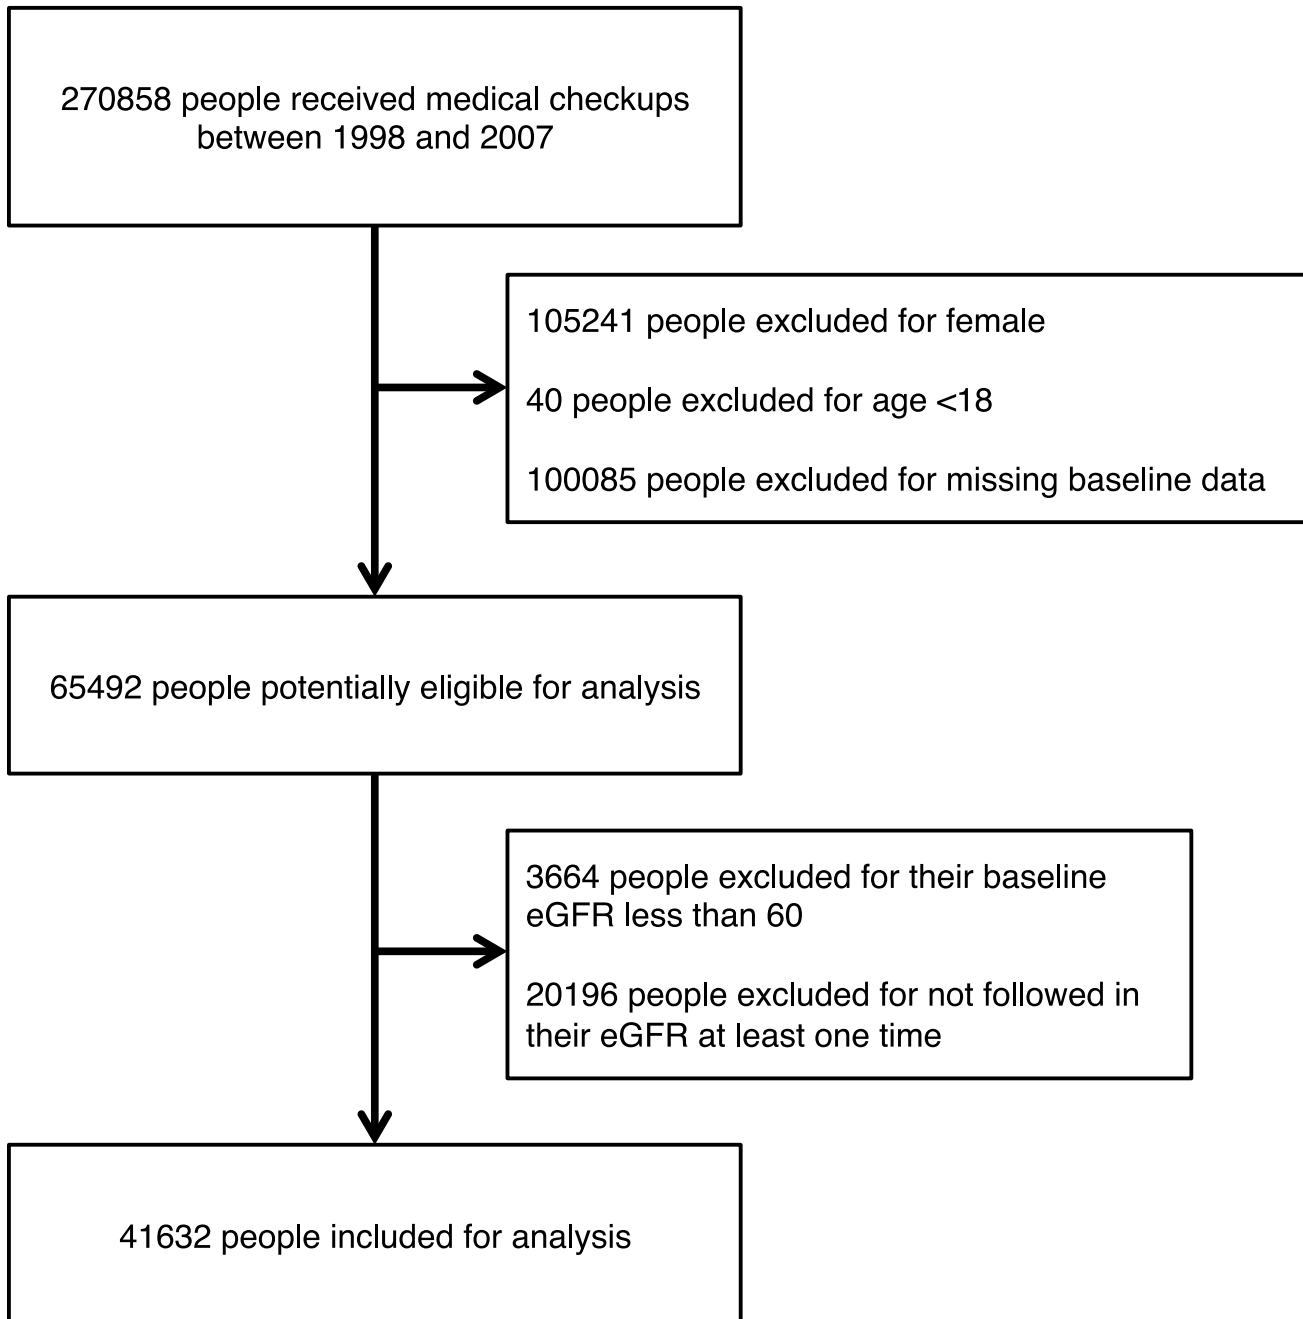 270858 people received medical checkups
between 1998 and 2007
105241 people excluded for female
40 people excluded for age <18
100085 people excluded for missing baseline data
65492 people potentially eligible for analysis
3664 people excluded for their baseline
eGFR less than 60
20196 people excluded for not followed in
their eGFR at least one time
41632 people included for analysis